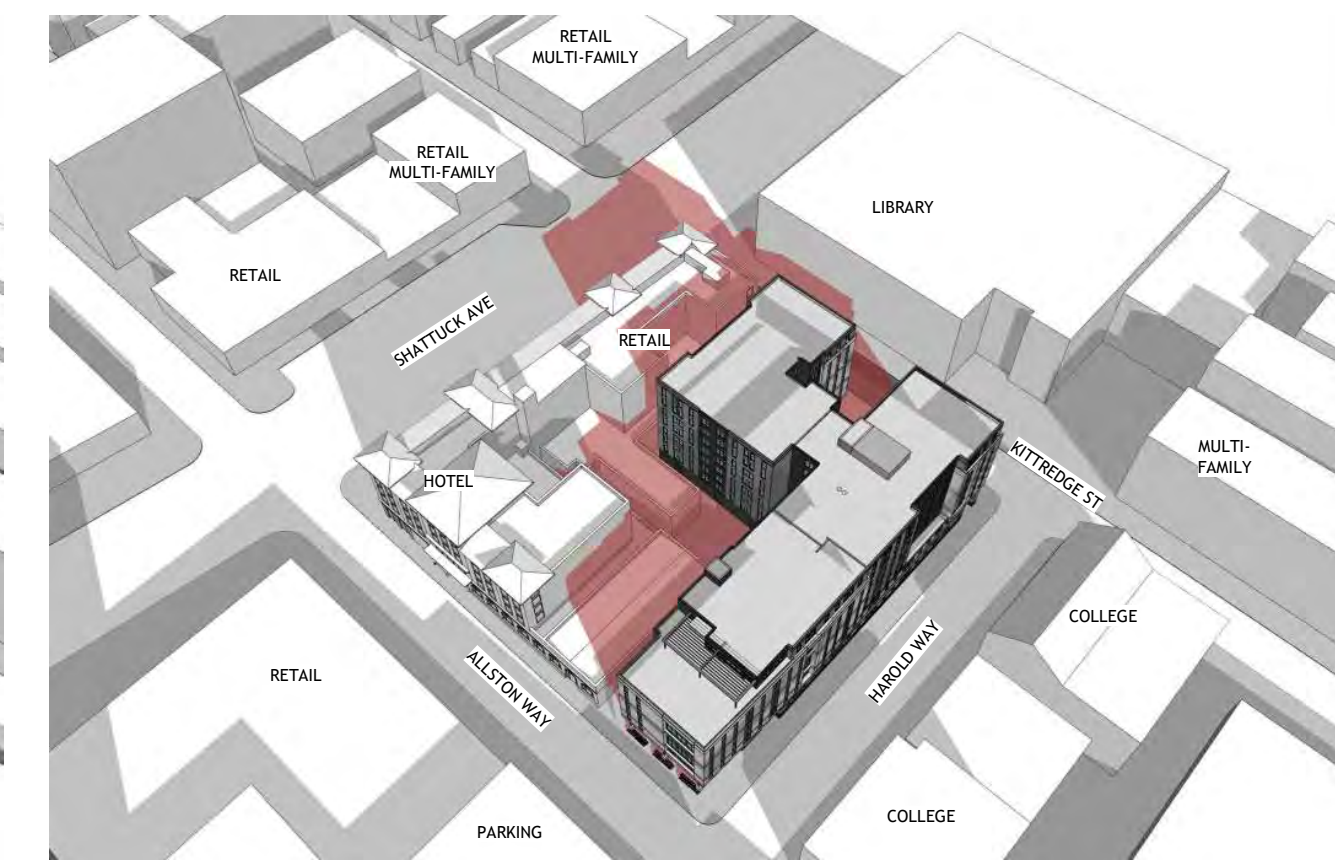 RETAIL
MULTI-FAMILY
RETAIL
MULTI-FAMILY
LIBRARY
RETAIL
SHATTUCK AVE
RETAIL
HOTEL
MULTI-
FAMILY
KITTREDGE ST
COLLEGE
RETAIL
ALLSTON WAY
HAROLD WAY
COLLEGE
PARKING